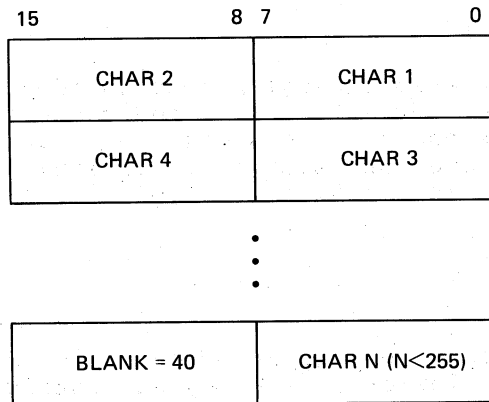 15 8 7 0
CHAR 2 CHAR 1
CHAR 4 CHAR 3
BLANK = 40 CHAR N (N<255)